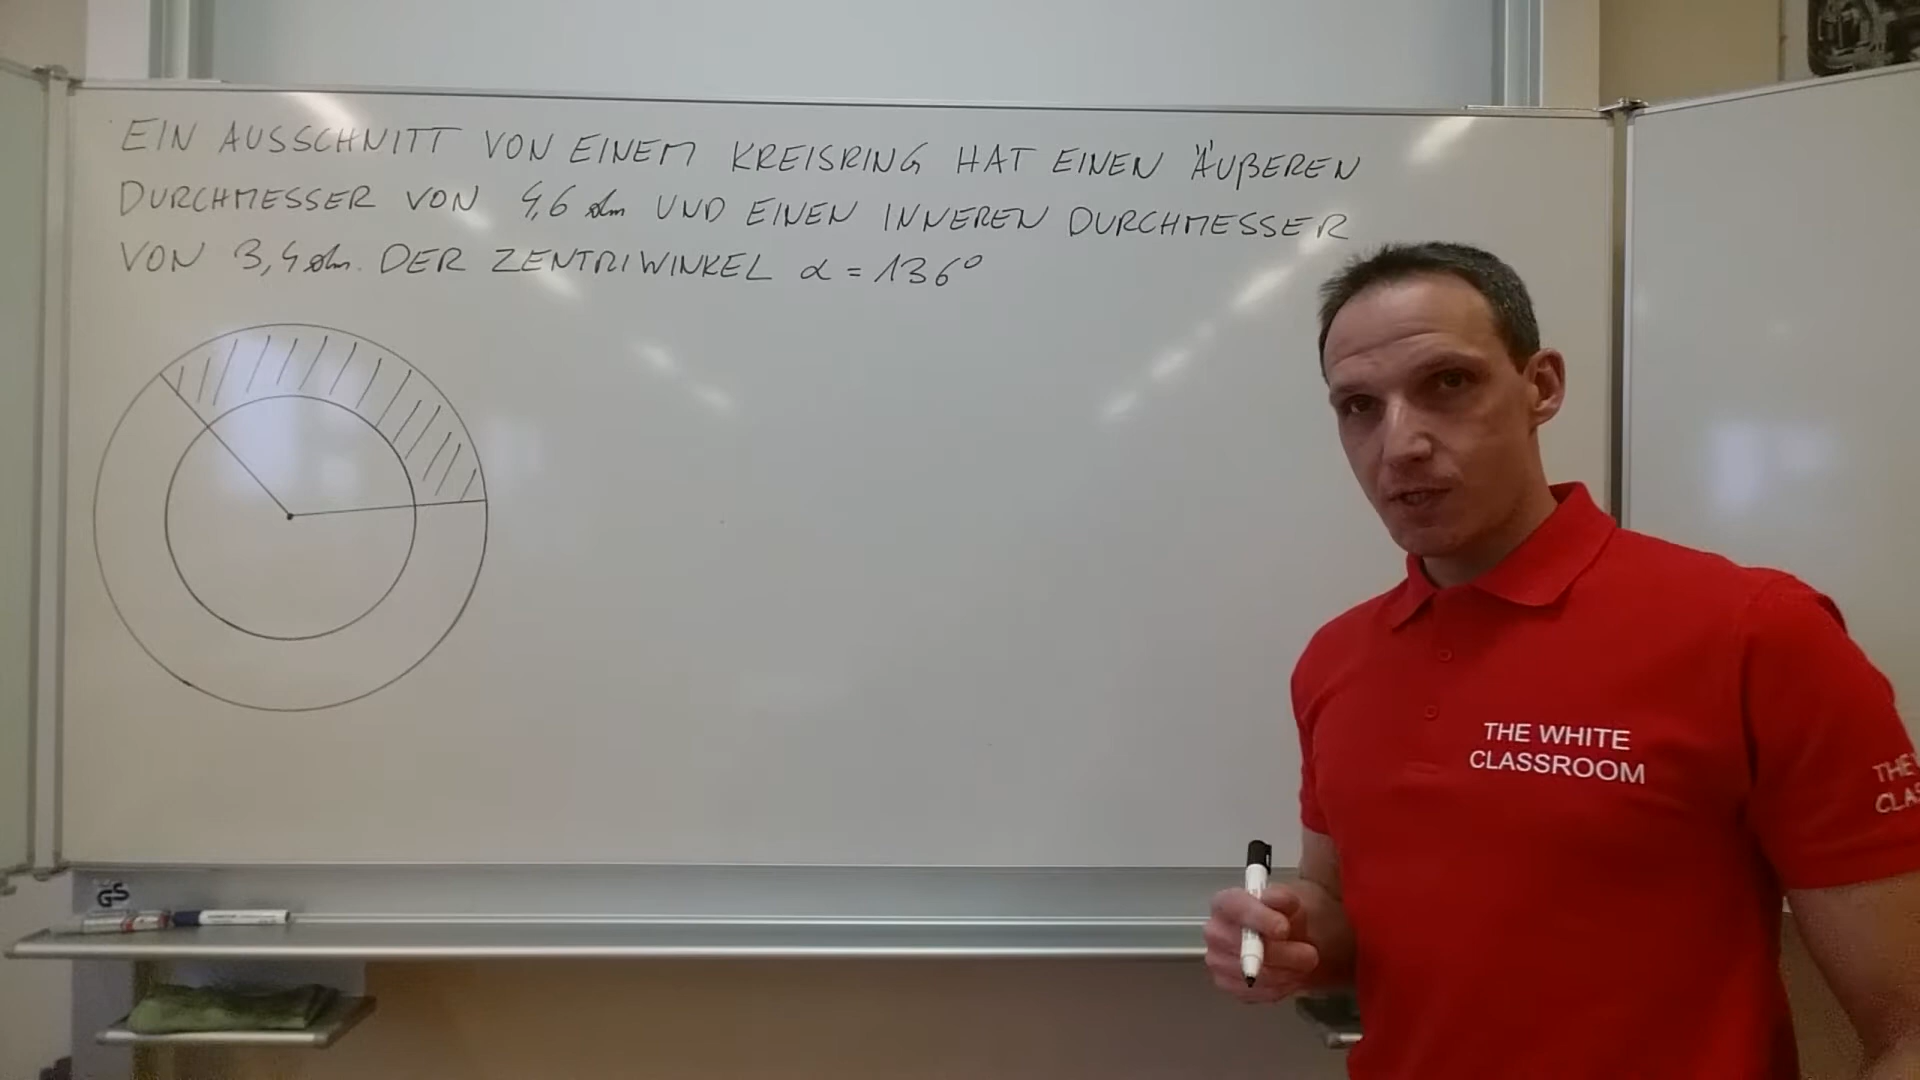 EIN AUSSCHNITT VON EINEM KREISRING HAT EINEN ÄUßEREN
DURCHMESSER VON 4,6 dm UND EINEN INNEREN DURCHMESSER
VON 3,4 dm. DER ZENTRIWINKEL α = 136°
THE WHITE
CLASSROOM
GS